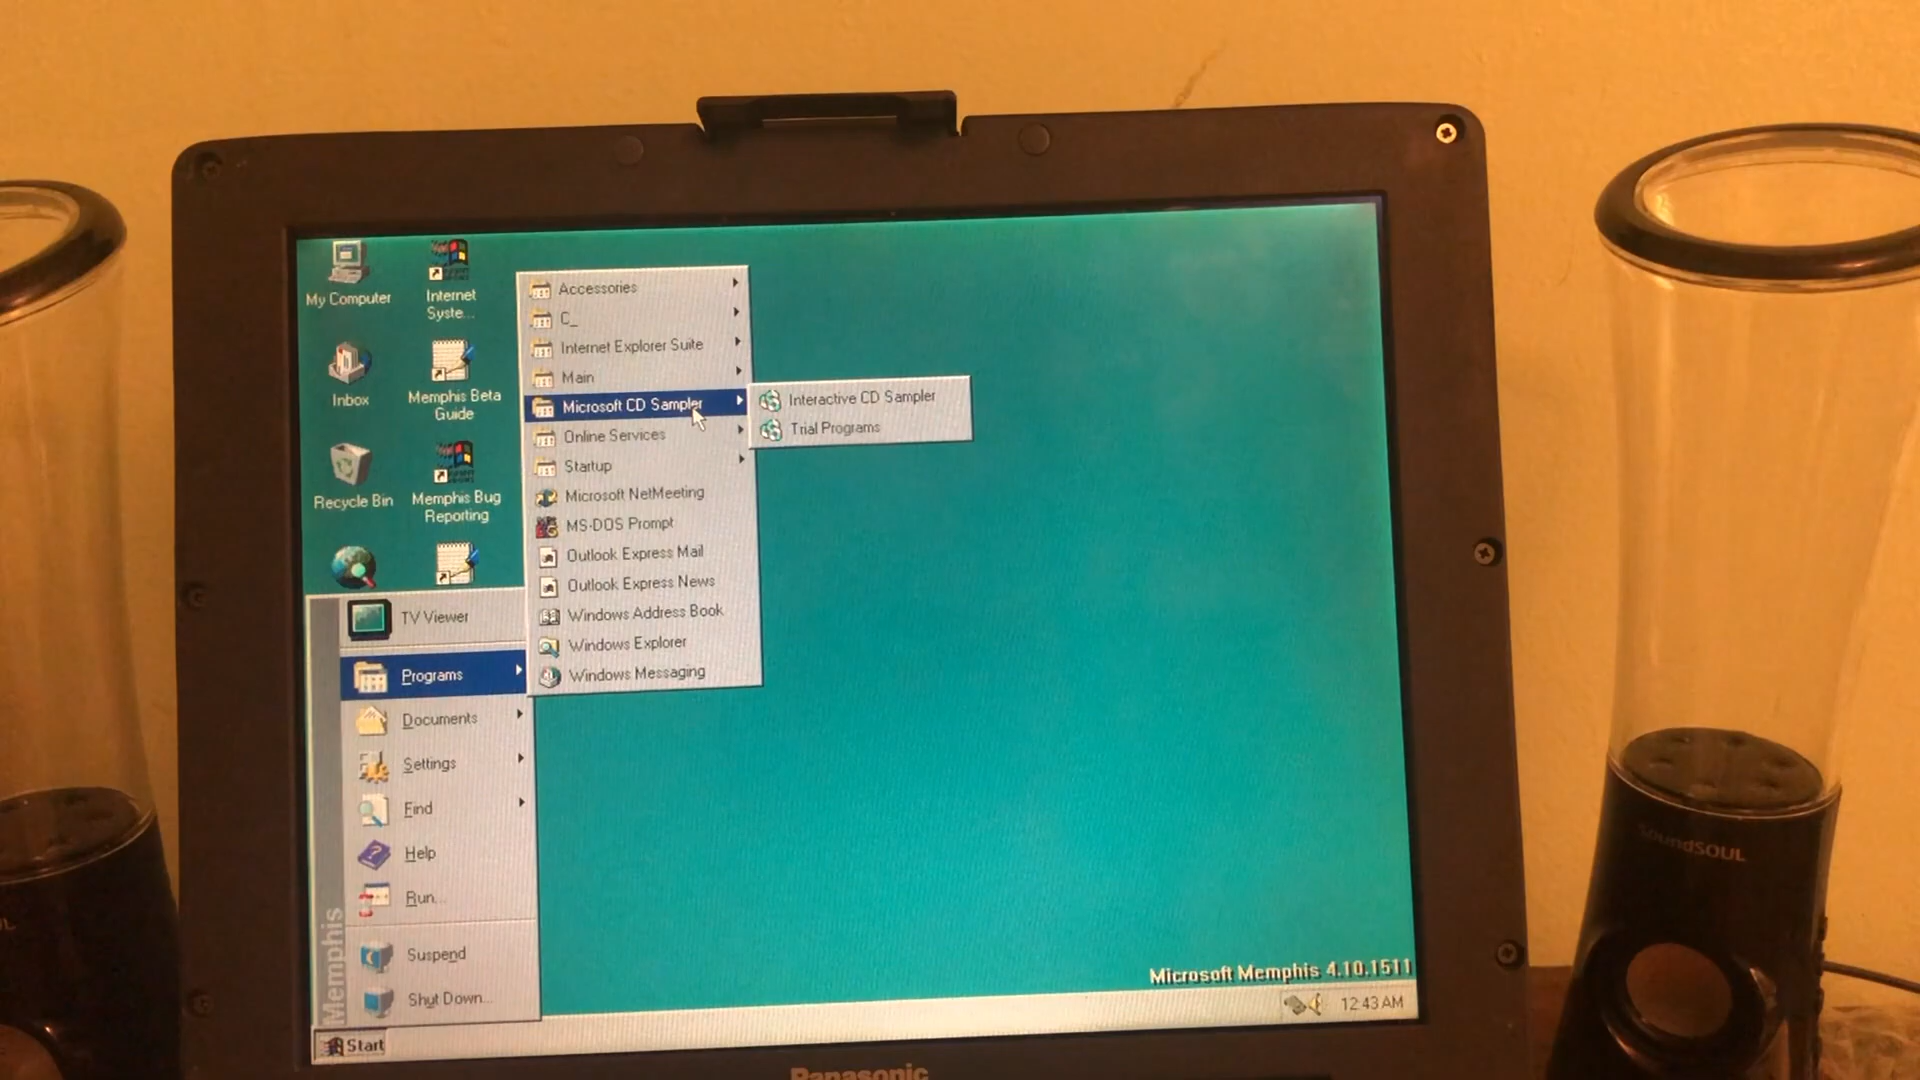 My Computer
Internet
Syste...
Inbox
Memphis Beta
Guide
Recycle Bin
Memphis Bug
Reporting
Accessories
C_
Internet Explorer Suite
Main
Microsoft CD Sampler
Online Services
Startup
Microsoft NetMeeting
MS-DOS Prompt
Outlook Express Mail
Outlook Express News
Windows Address Book
Windows Explorer
Windows Messaging
Interactive CD Sampler
Trial Programs
TV Viewer
Programs
Documents
Settings
Find
Help
Run...
Suspend
Shut Down...
Memphis
Start
Microsoft Memphis 4.10.1511
12:43 AM
Panasonic
SoundSOUL